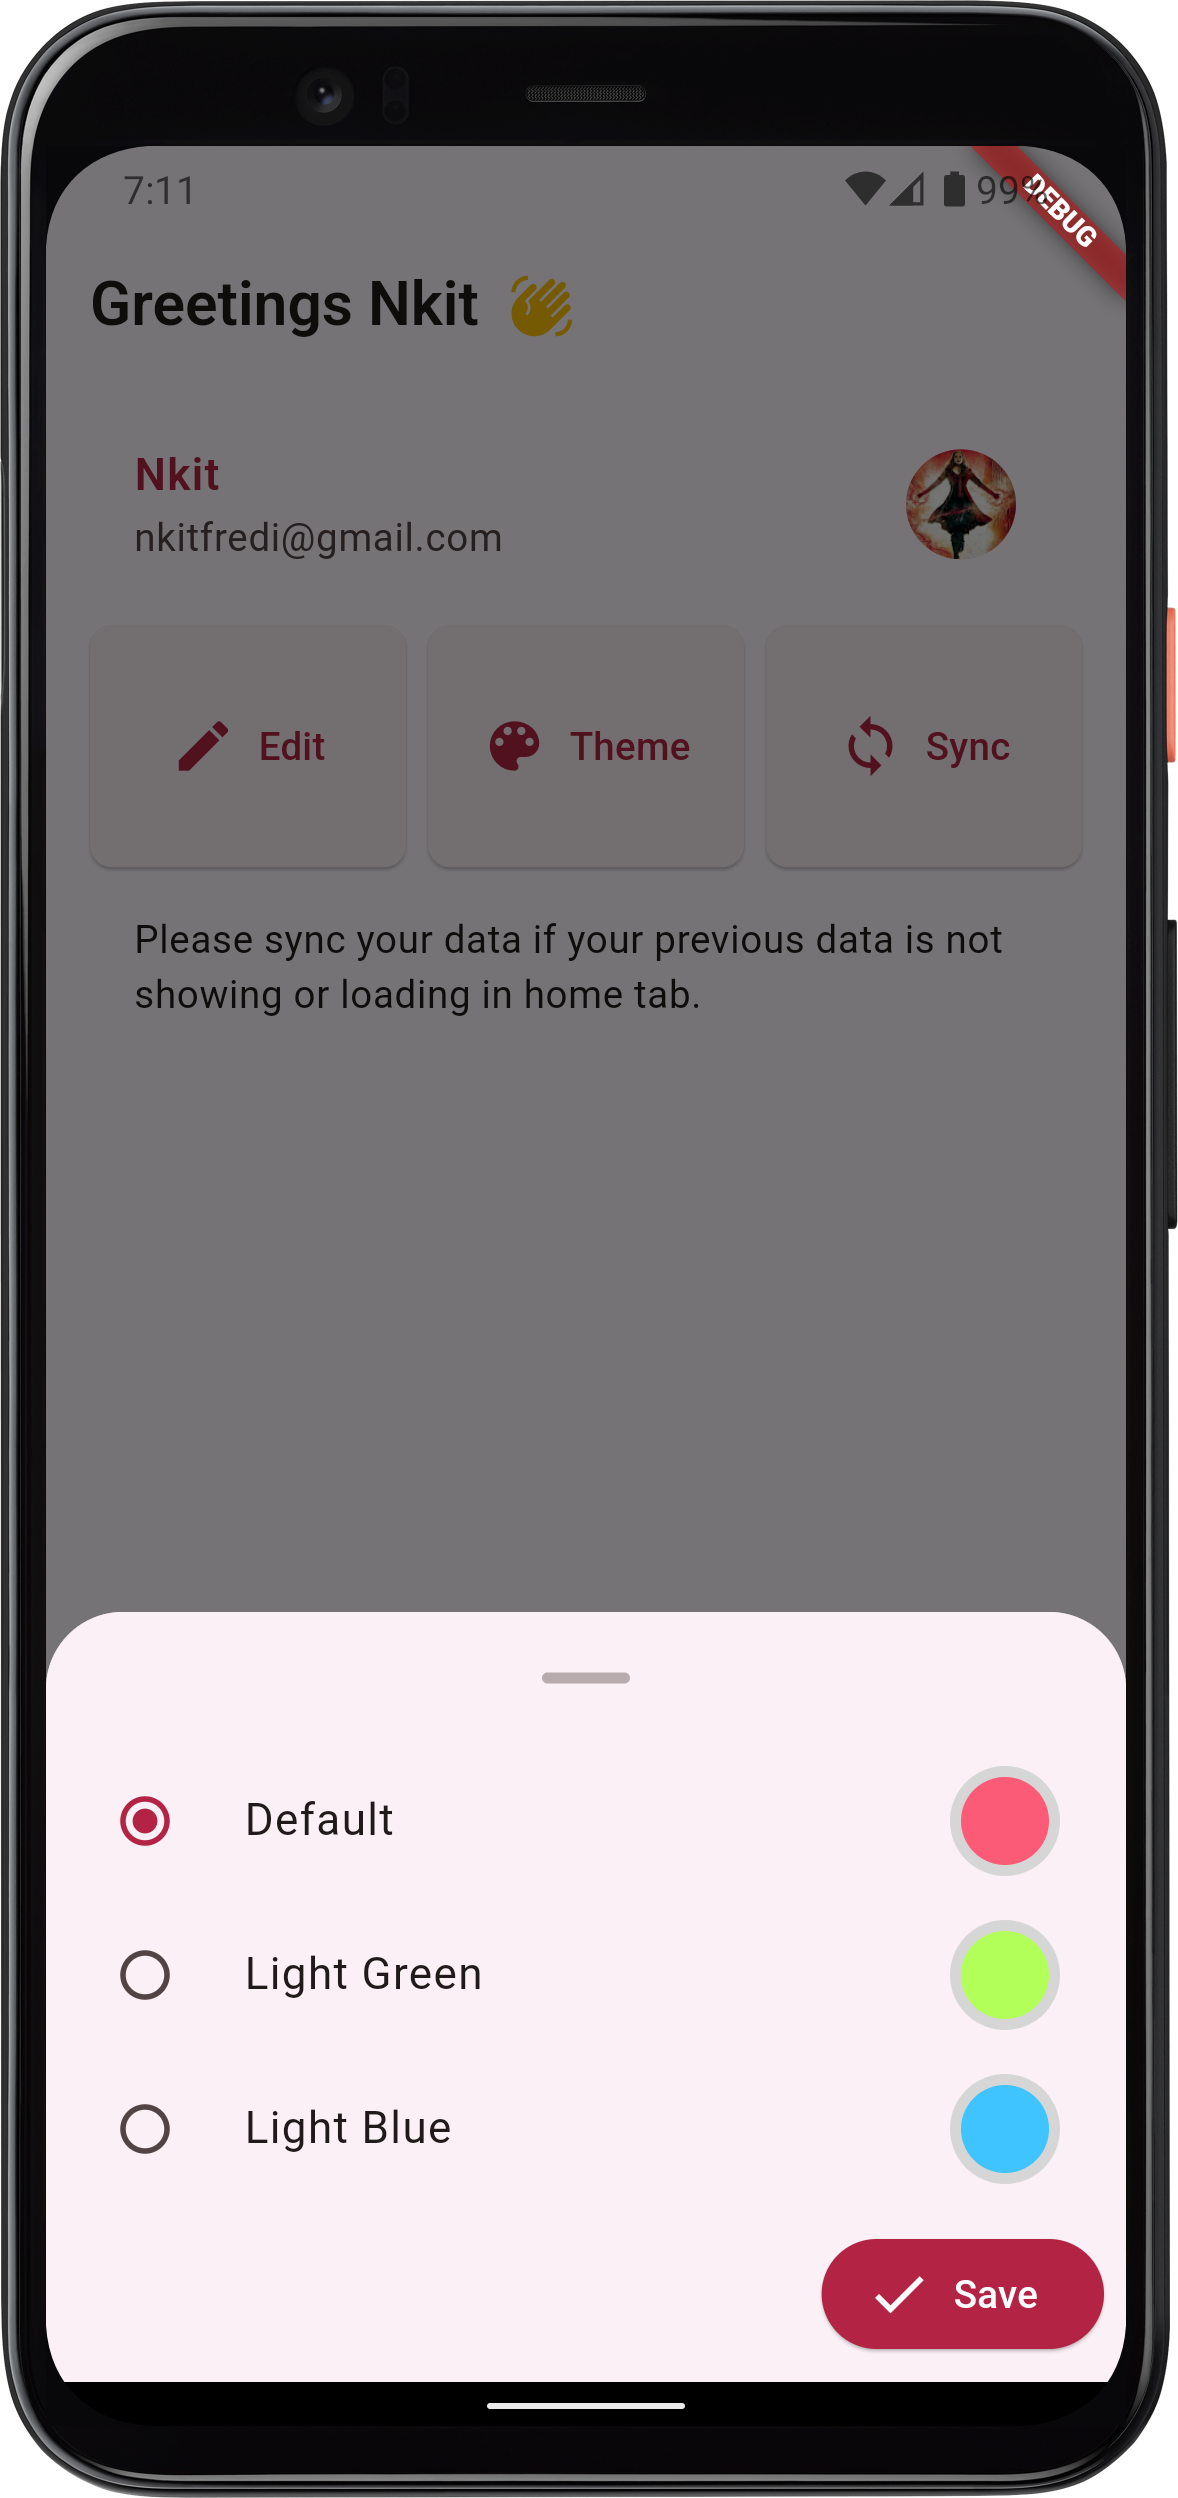 7:11
99%
DEBUG
Greetings Nkit
Nkit
nkitfredi@gmail.com
Edit
Theme
Sync
Please sync your data if your previous data is not
showing or loading in home tab.
Default
Light Green
Light Blue
Save